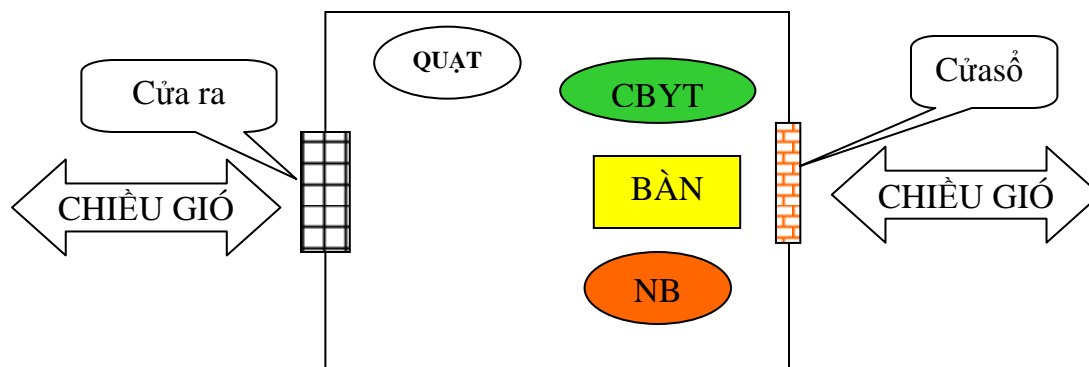 QUẠT
Cửa ra
CBYT
Cửasổ
CHIỀU GIÓ
BÀN
CHIỀU GIÓ
NB